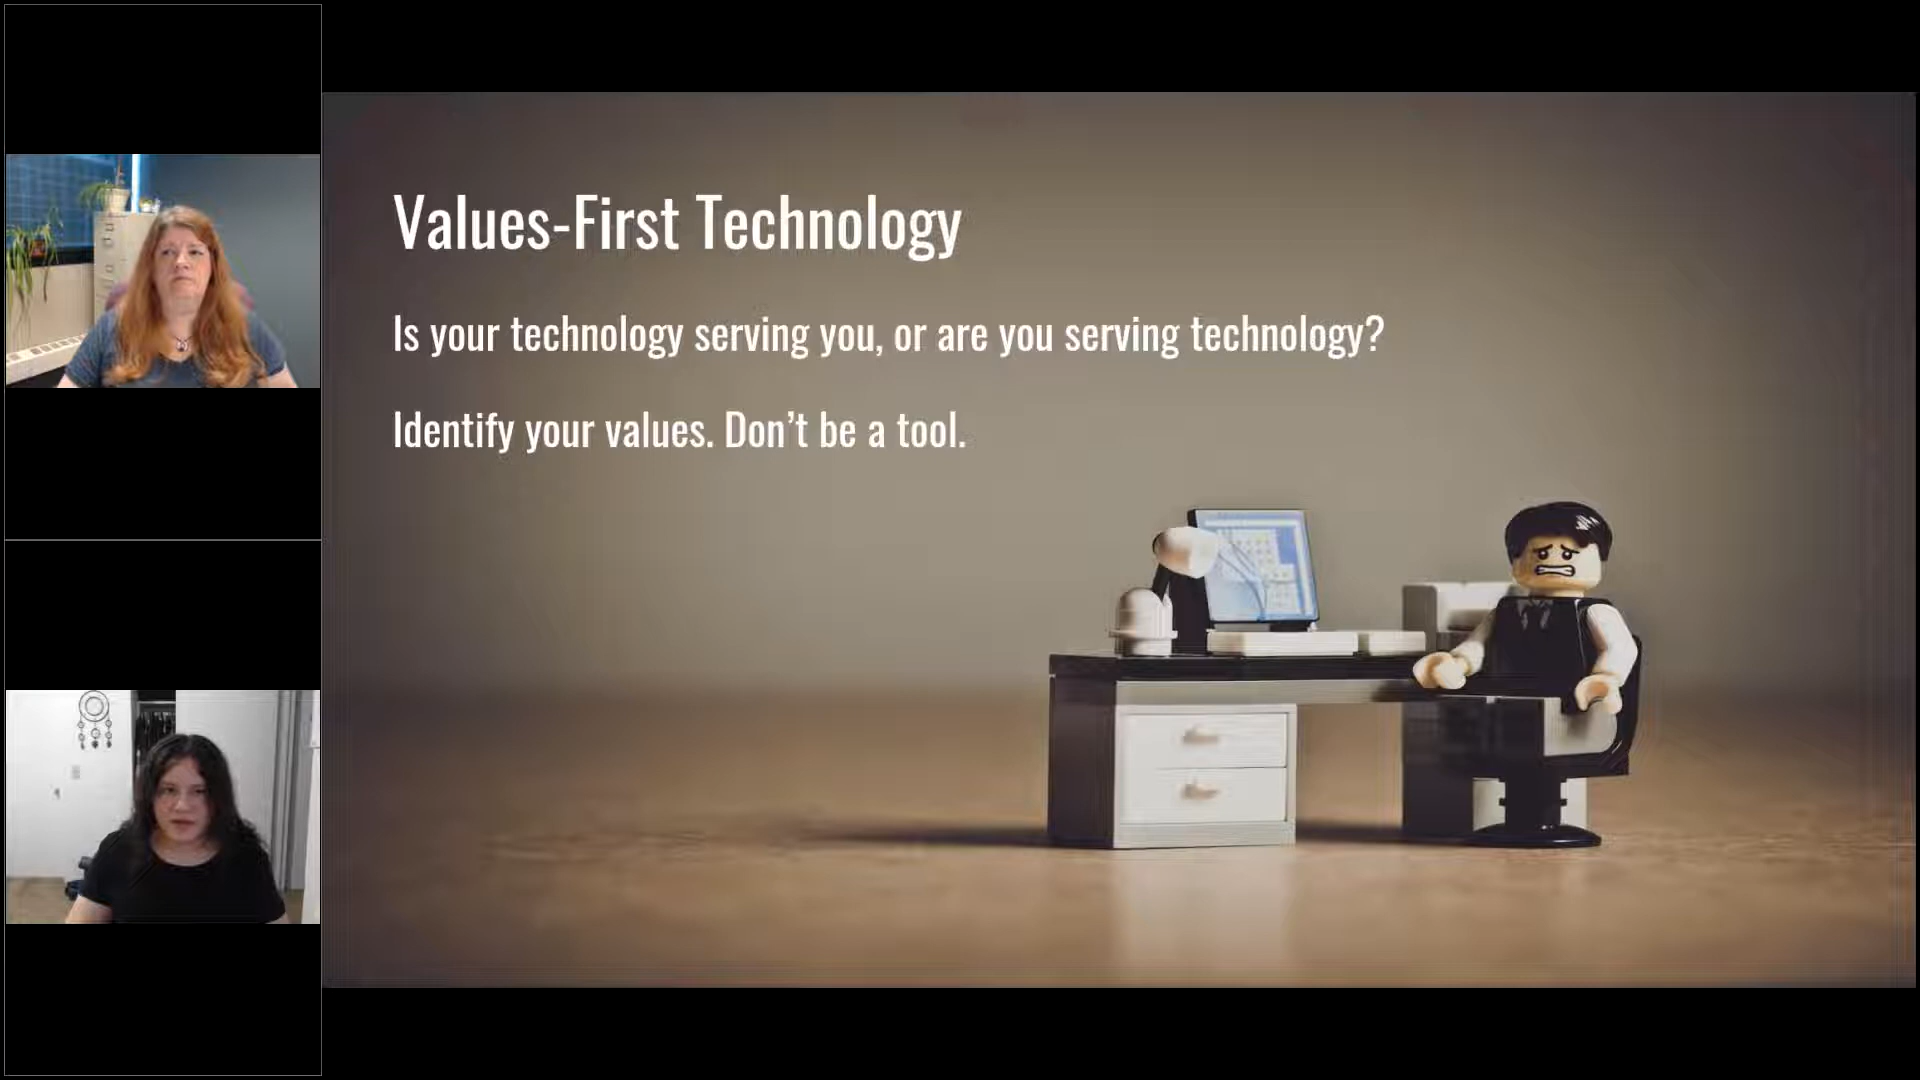 Values-First Technology
Is your technology serving you, or are you serving technology?
Identify your values. Don’t be a tool.